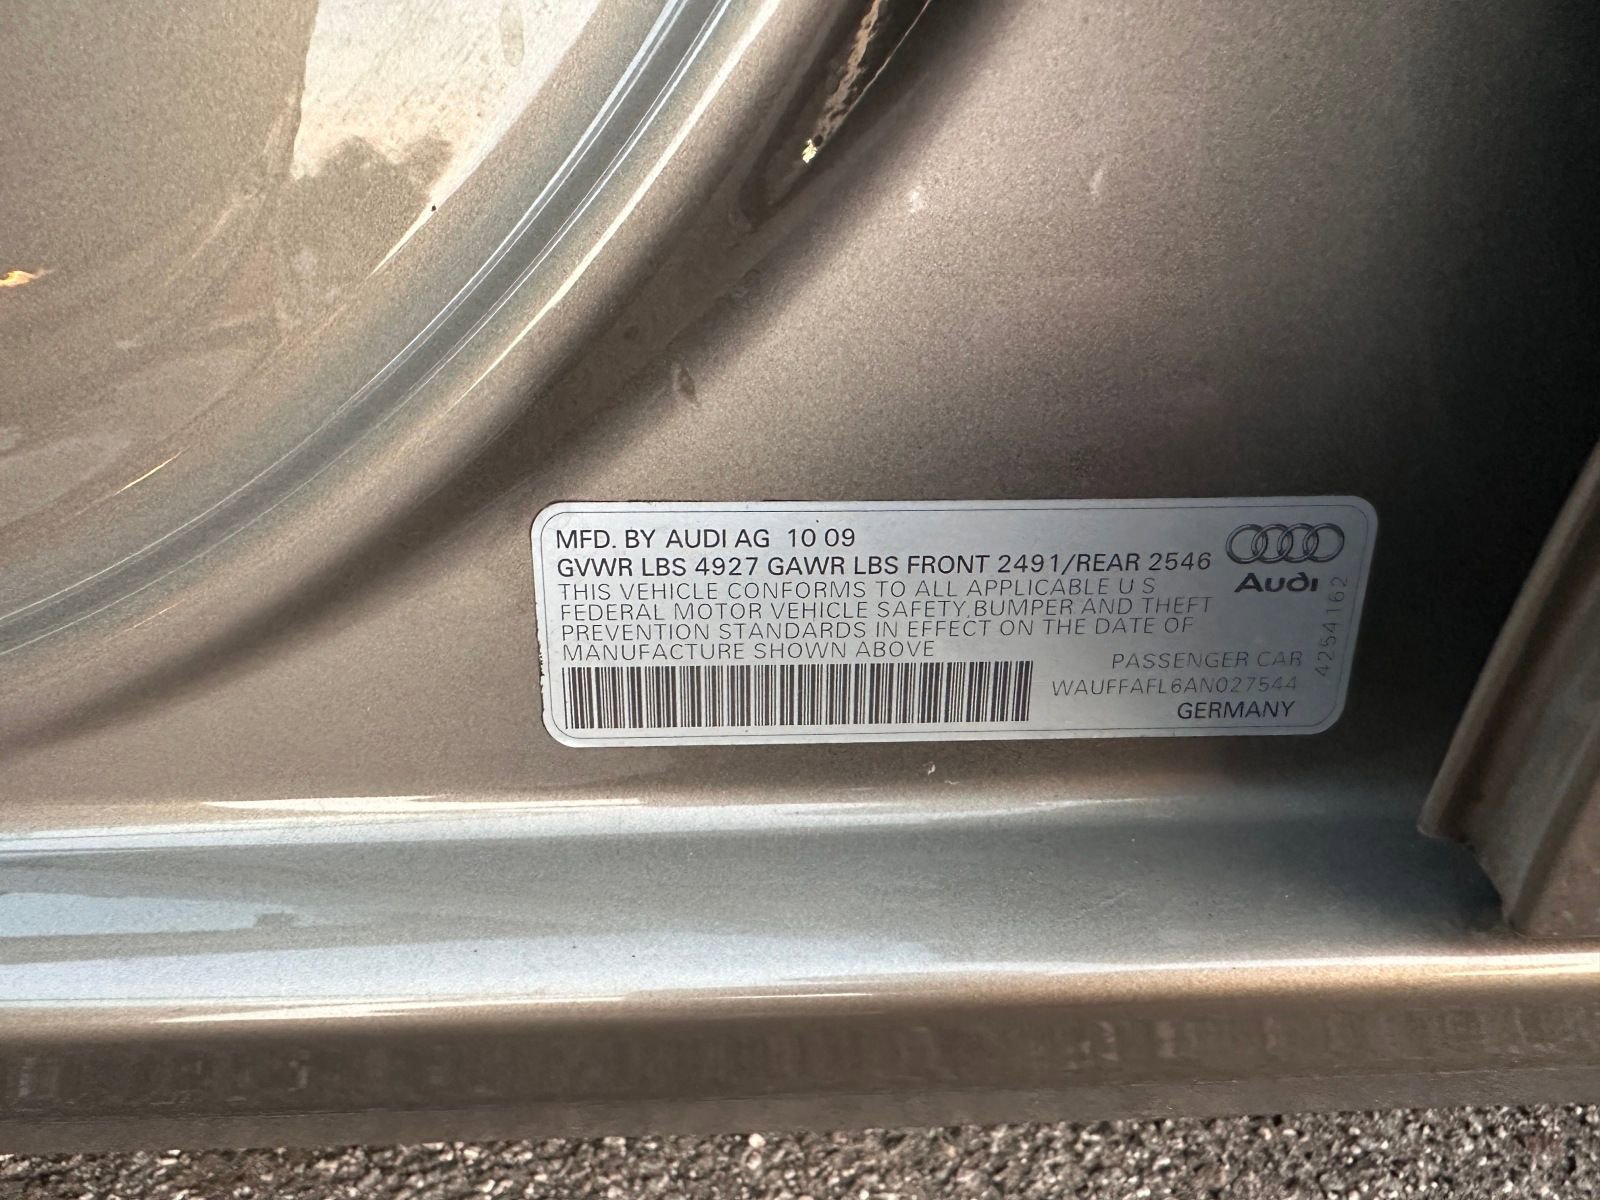 MFD. BY AUDI AG 10 09
GVWR LBS 4927 GAWR LBS FRONT 2491/REAR 2546
THIS VEHICLE CONFORMS TO ALL APPLICABLE U S
FEDERAL MOTOR VEHICLE SAFETY, BUMPER AND THEFT
PREVENTION STANDARDS IN EFFECT ON THE DATE OF
MANUFACTURE SHOWN ABOVE
PASSENGER CAR
WAUFFAFL6AN027544
GERMANY
Audi
4254162